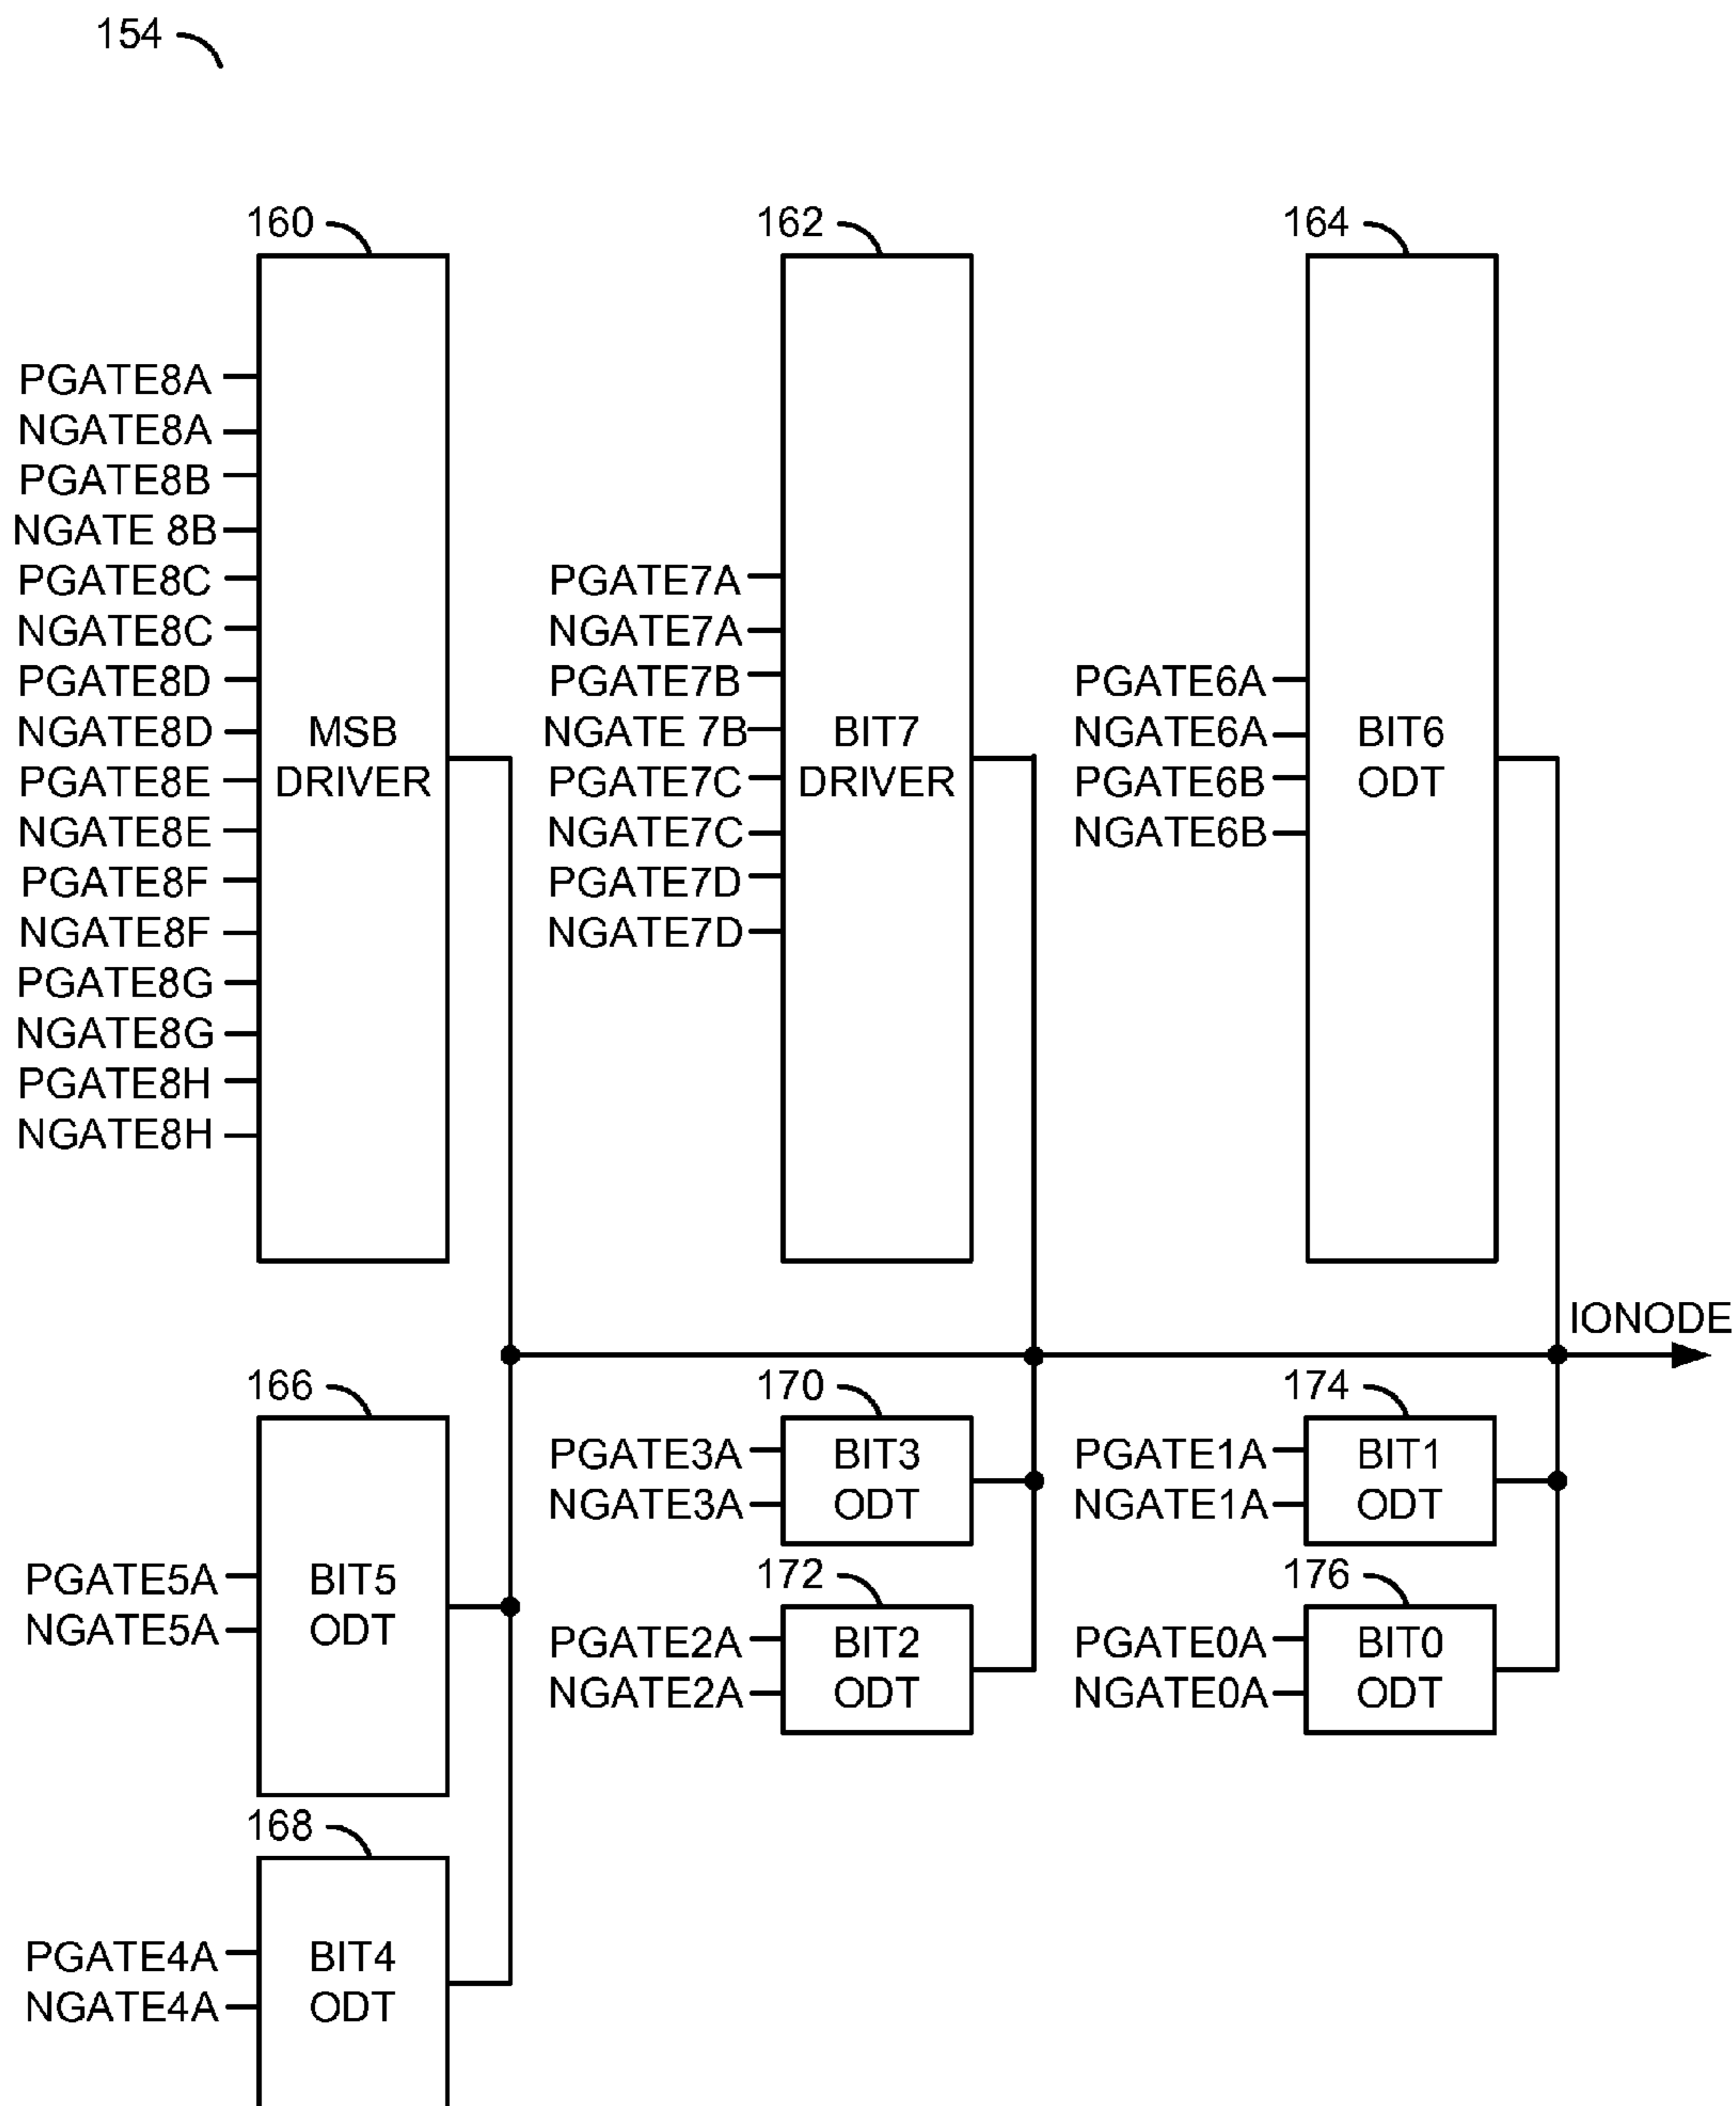 154
160
PGATE8A
NGATE8A
PGATE8B
NGATE 8B
PGATE8C
NGATE8C
PGATE8D
NGATE8D
PGATE8E
NGATE8E
PGATE8F
NGATE8F
PGATE8G
NGATE8G
PGATE8H
NGATE8H
MSB
DRIVER
162
PGATE7A
NGATE7A
PGATE7B
NGATE 7B
PGATE7C
NGATE7C
PGATE7D
NGATE7D
BIT7
DRIVER
164
PGATE6A
NGATE6A
PGATE6B
NGATE6B
BIT6
ODT
IONODE
166
PGATE5A
NGATE5A
BIT5
ODT
168
PGATE4A
NGATE4A
BIT4
ODT
170
PGATE3A
NGATE3A
BIT3
ODT
172
PGATE2A
NGATE2A
BIT2
ODT
174
PGATE1A
NGATE1A
BIT1
ODT
176
PGATE0A
NGATE0A
BIT0
ODT